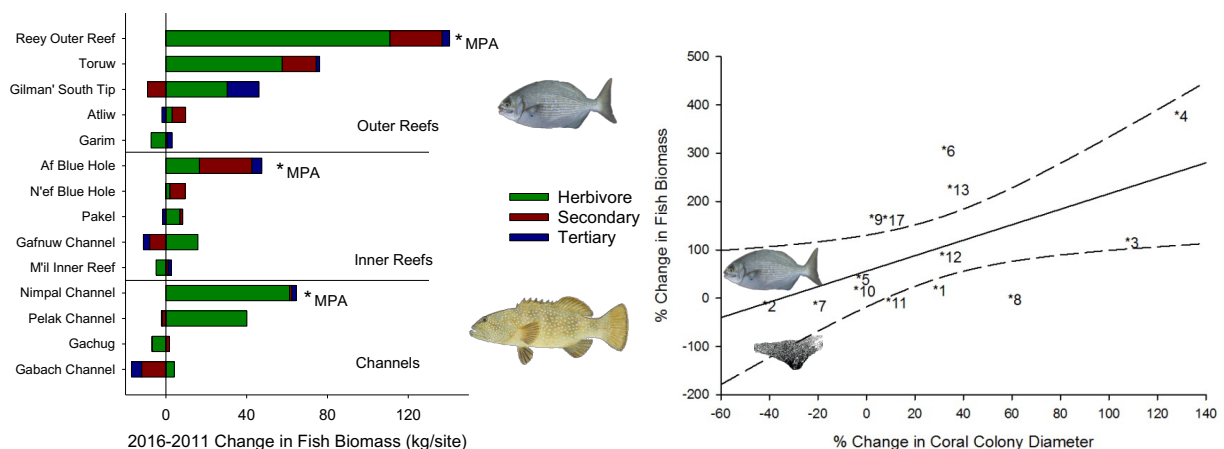 Reey Outer Reef
* MPA
Toruw
Gilman' South Tip
Atliw
Outer Reefs
Garim
Af Blue Hole
* MPA
N'ef Blue Hole
Herbivore
Pakel
Secondary
Gafnuw Channel
Tertiary
M'il Inner Reef
Inner Reefs
Nimpal Channel
* MPA
Pelak Channel
Gachug
Channels
Gabach Channel
0 40 80 120
2016-2011 Change in Fish Biomass (kg/site)
% Change in Fish Biomass
500
400
300
200
100
0
-100
-200
*4
*6
*13
*9 *17
*3
*12
*5
*10
*1
*2
*7
*11
*8
-60 -40 -20 0 20 40 60 80 100 120 140
% Change in Coral Colony Diameter